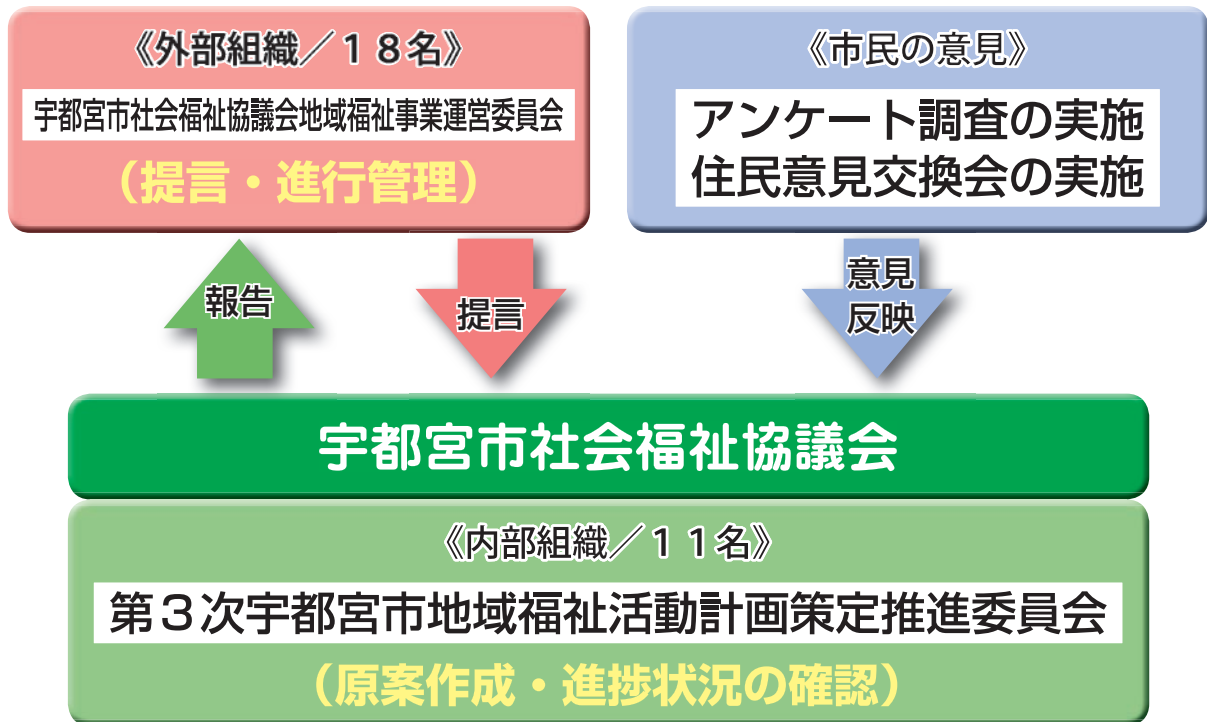 《外部組織／１８名》
宇都宮市社会福祉協議会地域福祉事業運営委員会
（提言・進行管理）
《市民の意見》
アンケート調査の実施
住民意見交換会の実施
報告
提言
意見
反映
宇都宮市社会福祉協議会
《内部組織／１１名》
第３次宇都宮市地域福祉活動計画策定推進委員会
（原案作成・進捗状況の確認）